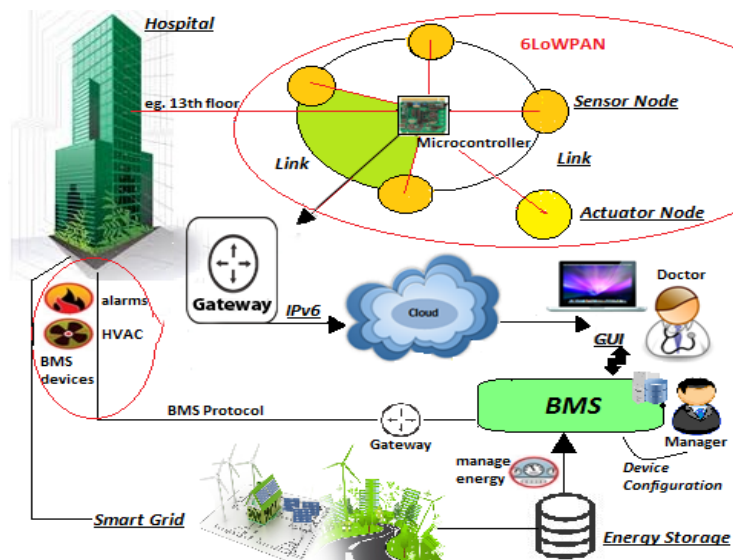 Hospital
6LoWPAN
eg. 13th floor
Sensor Node
Microcontroller
Link
Link
Actuator Node
Gateway
IPv6
Cloud
Doctor
GUI
alarms
HVAC
BMS
devices
BMS Protocol
Gateway
BMS
Manager
Device
Configuration
manage
energy
Smart Grid
Energy Storage